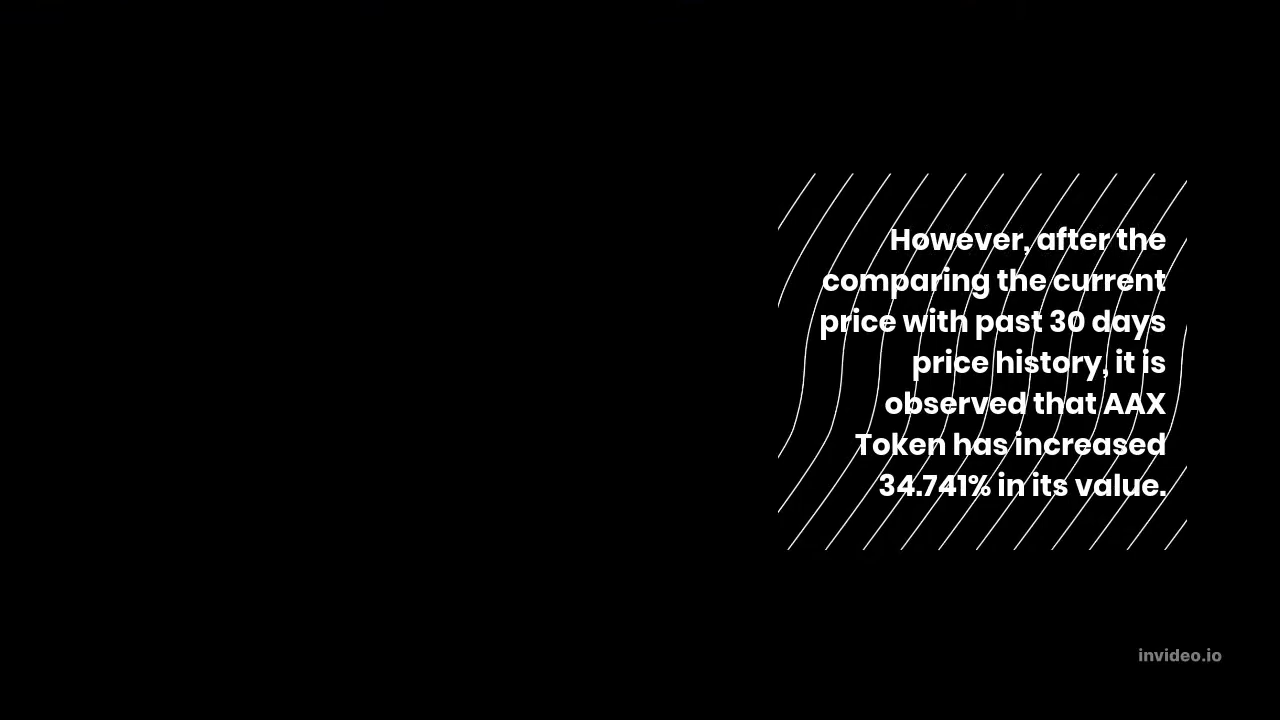 However, after the
comparing the current
price with past 30 days
price history, it is
observed that AAX
Token has increased
34.741% in its value.
invideo.io